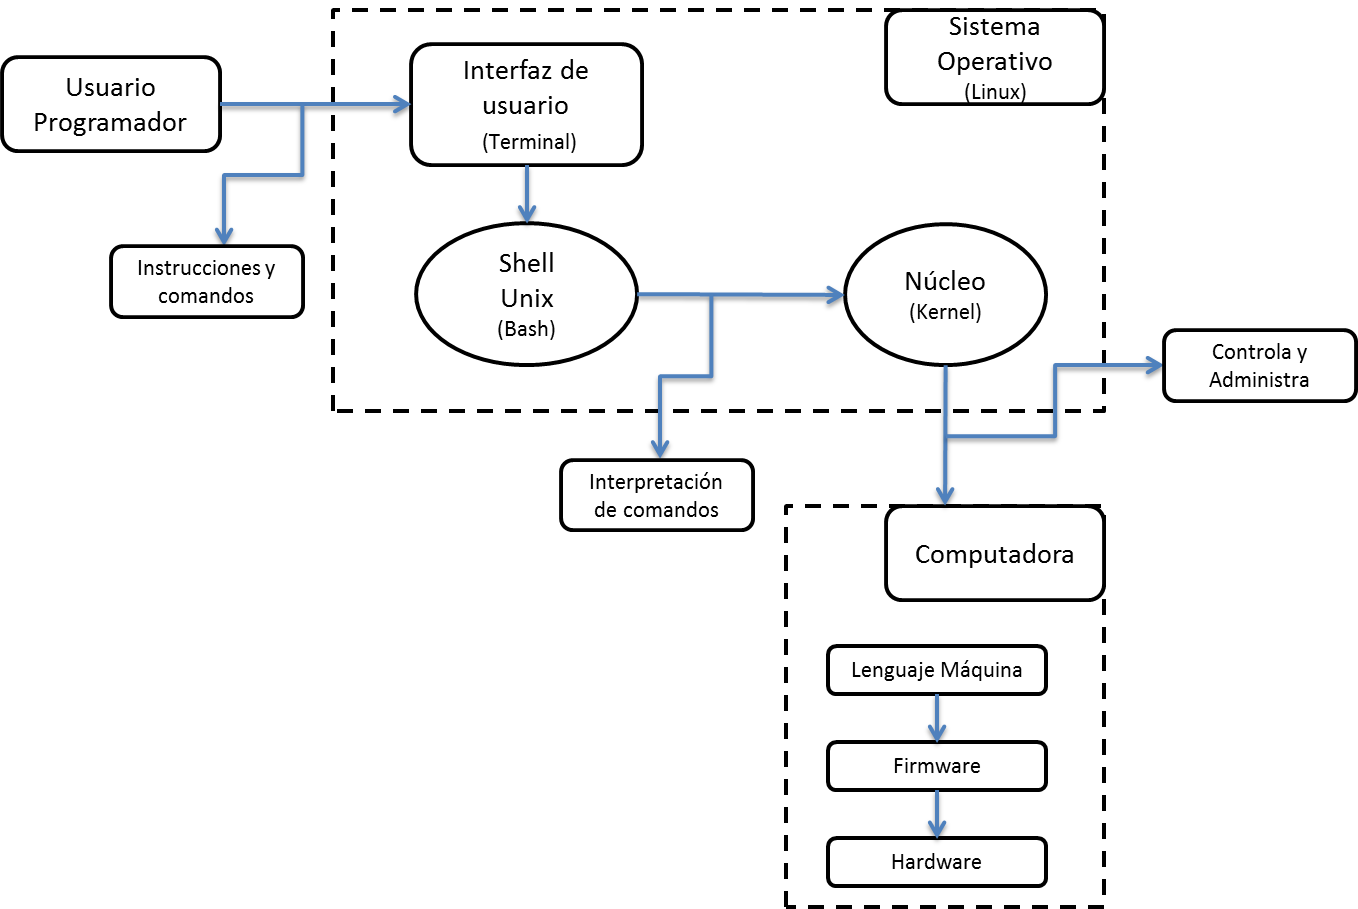 Usuario
Programador
Interfaz de
usuario
(Terminal)
Sistema
Operativo
(Linux)
Instrucciones y
comandos
Shell
Unix
(Bash)
Núcleo
(Kernel)
Controla y
Administra
Interpretación
de comandos
Computadora
Lenguaje Máquina
Firmware
Hardware